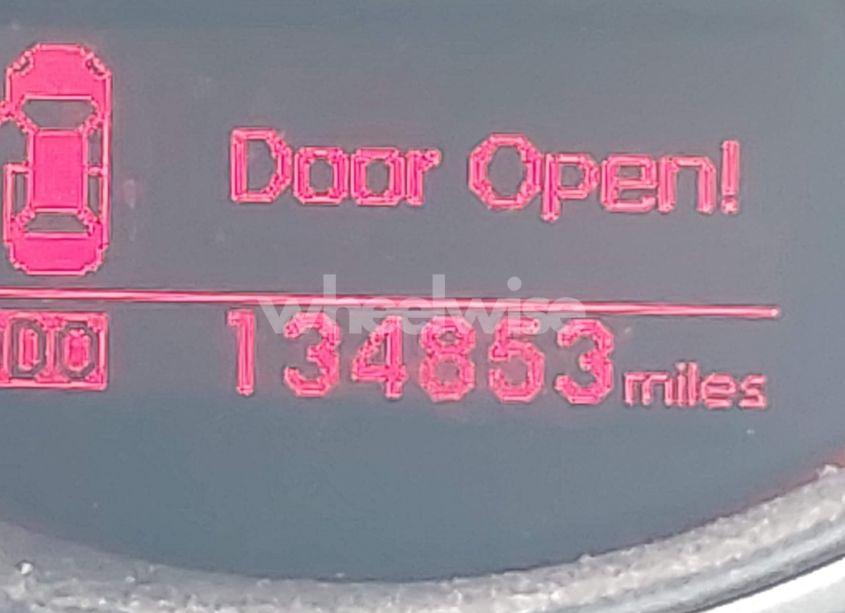 Door Open!
wheelwise
134853 miles